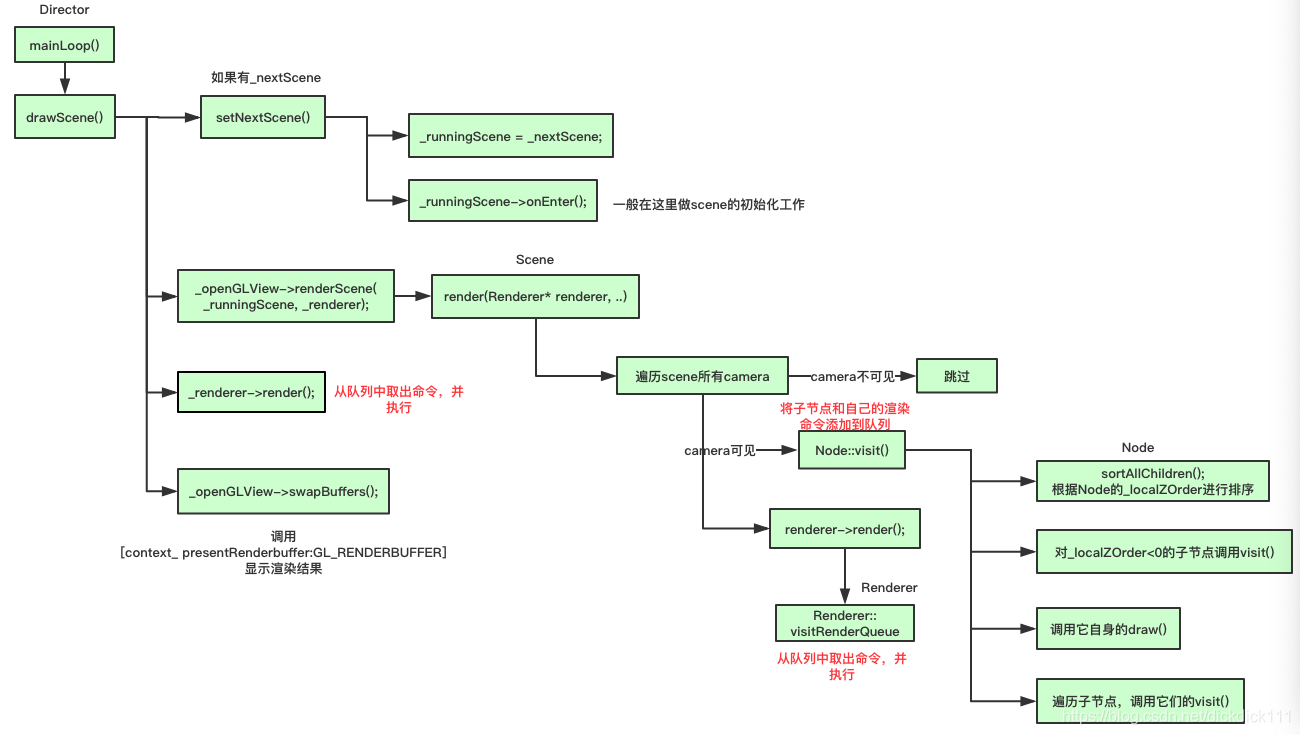 Director
mainLoop()
如果有_nextScene
drawScene()
setNextScene()
_runningScene = _nextScene;
_runningScene->onEnter();
一般在这里做scene的初始化工作
Scene
_openGLView->renderScene(
_runningScene, _renderer);
render(Renderer* renderer, ..)
遍历scene所有camera
camera不可见
跳过
_renderer->render();
从队列中取出命令，并
执行
将子节点和自己的渲染
命令添加到队列
camera可见
Node::visit()
Node
sortAllChildren();
根据Node的_localZOrder进行排序
_openGLView->swapBuffers();
调用
[context_ presentRenderbuffer:GL_RENDERBUFFER]
显示渲染结果
renderer->render();
对_localZOrder<0的子节点调用visit()
Renderer
Renderer::
visitRenderQueue
从队列中取出命令，并
执行
调用它自身的draw()
遍历子节点，调用它们的visit()
https://blog.csdn.net/dickdick111